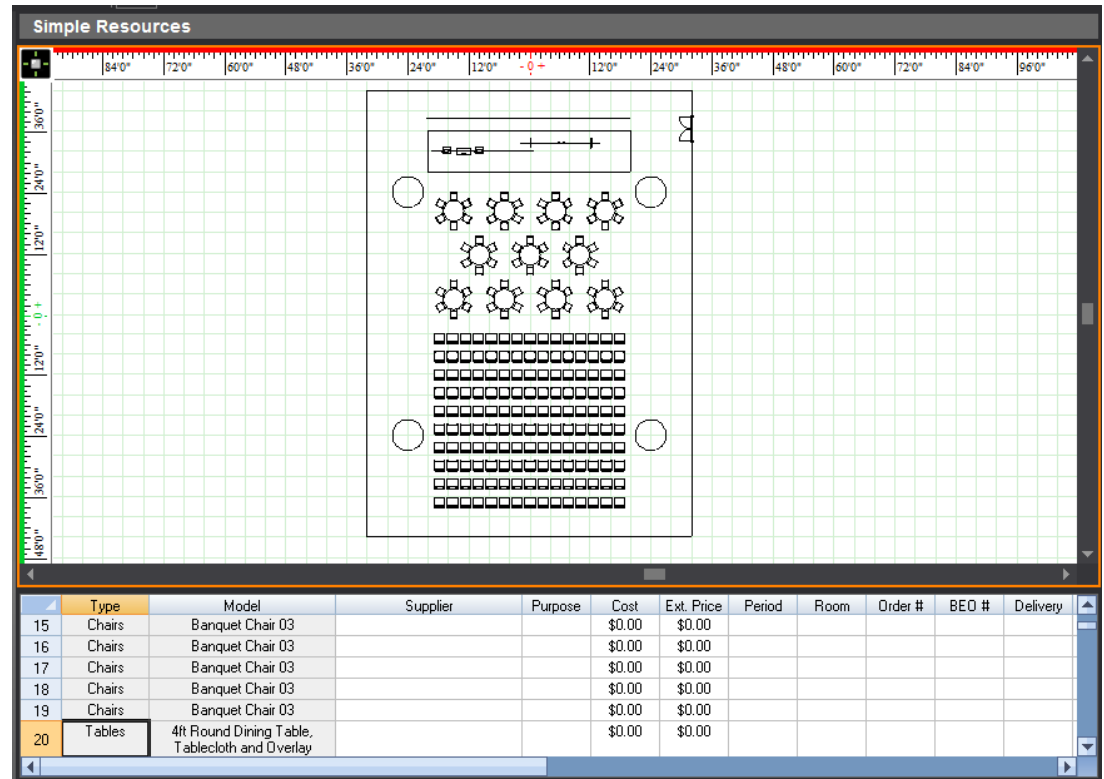 Simple Resources
84'0" 72'0" 60'0" 48'0" 36'0" 24'0" 12'0" - 0 + 12'0" 24'0" 36'0" 48'0" 60'0" 72'0" 84'0" 96'0"
36'0"
24'0"
12'0"
- 0 +
12'0"
24'0"
36'0"
48'0"
Type Model Supplier Purpose Cost Ext. Price Period Room Order # BEO # Delivery
15 Chairs Banquet Chair 03 $0.00 $0.00
16 Chairs Banquet Chair 03 $0.00 $0.00
17 Chairs Banquet Chair 03 $0.00 $0.00
18 Chairs Banquet Chair 03 $0.00 $0.00
19 Chairs Banquet Chair 03 $0.00 $0.00
20 Tables 4ft Round Dining Table, $0.00 $0.00
Tablecloth and Overlay